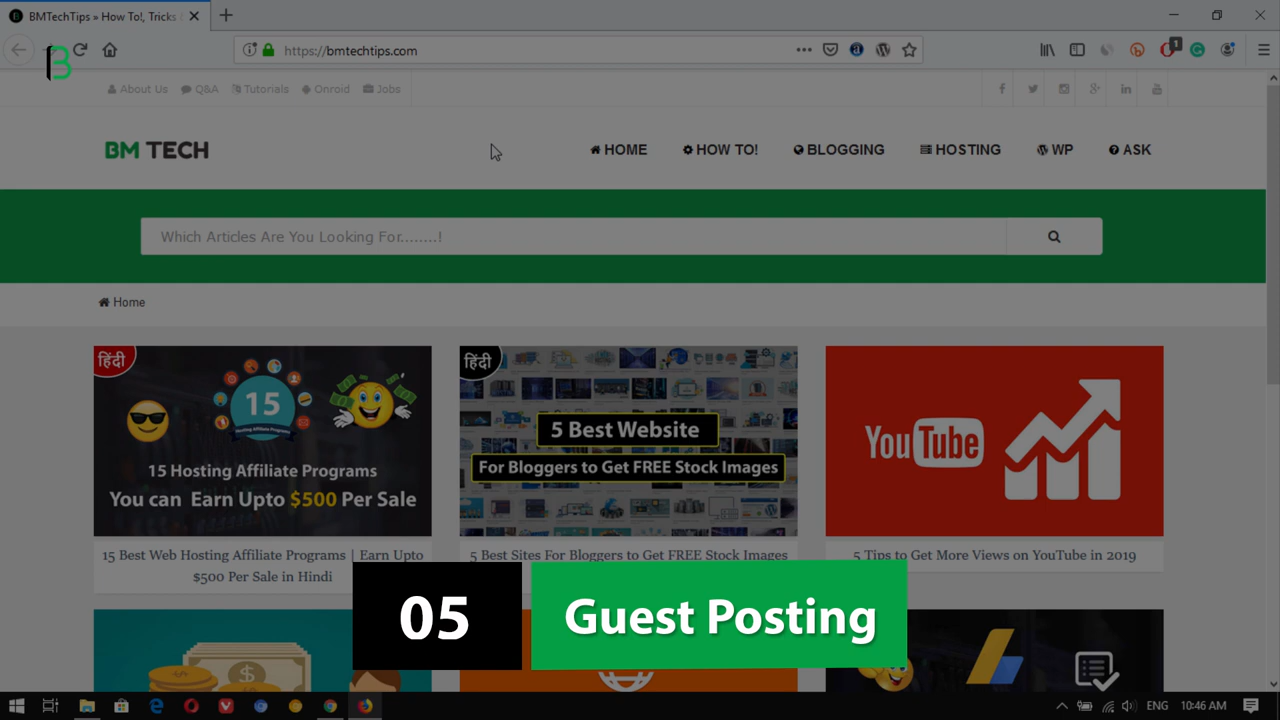 BMTechTips » How To!, Tricks
https://bmtechtips.com
1
About Us Q&A Tutorials Onroid Jobs
BM TECH
HOME HOW TO! BLOGGING HOSTING WP ASK
Which Articles Are You Looking For........!
Home
हिंदी
15
15 Hosting Affiliate Programs
You can Earn Upto $500 Per Sale
15 Best Web Hosting Affiliate Programs | Earn Upto
$500 Per Sale in Hindi
हिंदी
5 Best Website
For Bloggers to Get FREE Stock Images
5 Best Sites For Bloggers to Get FREE Stock Images
YouTube
5 Tips to Get More Views on YouTube in 2019
05
Guest Posting
ENG 10:46 AM